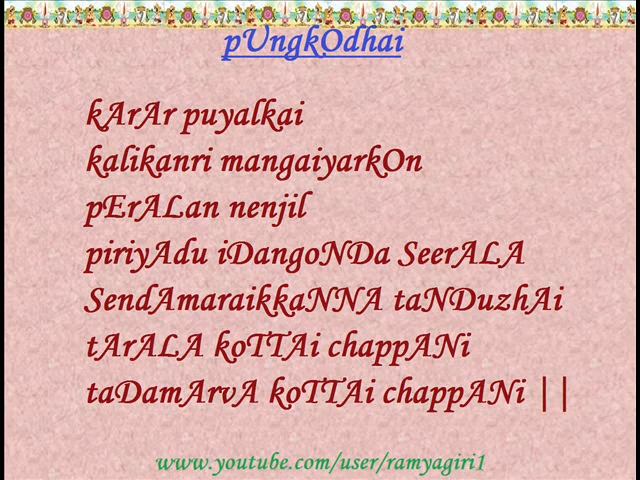 pUngkOdhai
kArAr puyalkai
kalikanri mangaiyarkOn
pErALan nenjil
piriyAdu iDangoNDa SeerALA
SendAmaraikkaNNA taNDuzhAi
tArALA koTTAi chappANi
taDamArvA koTTAi chappANi ||
www.youtube.com/user/ramyagiri1